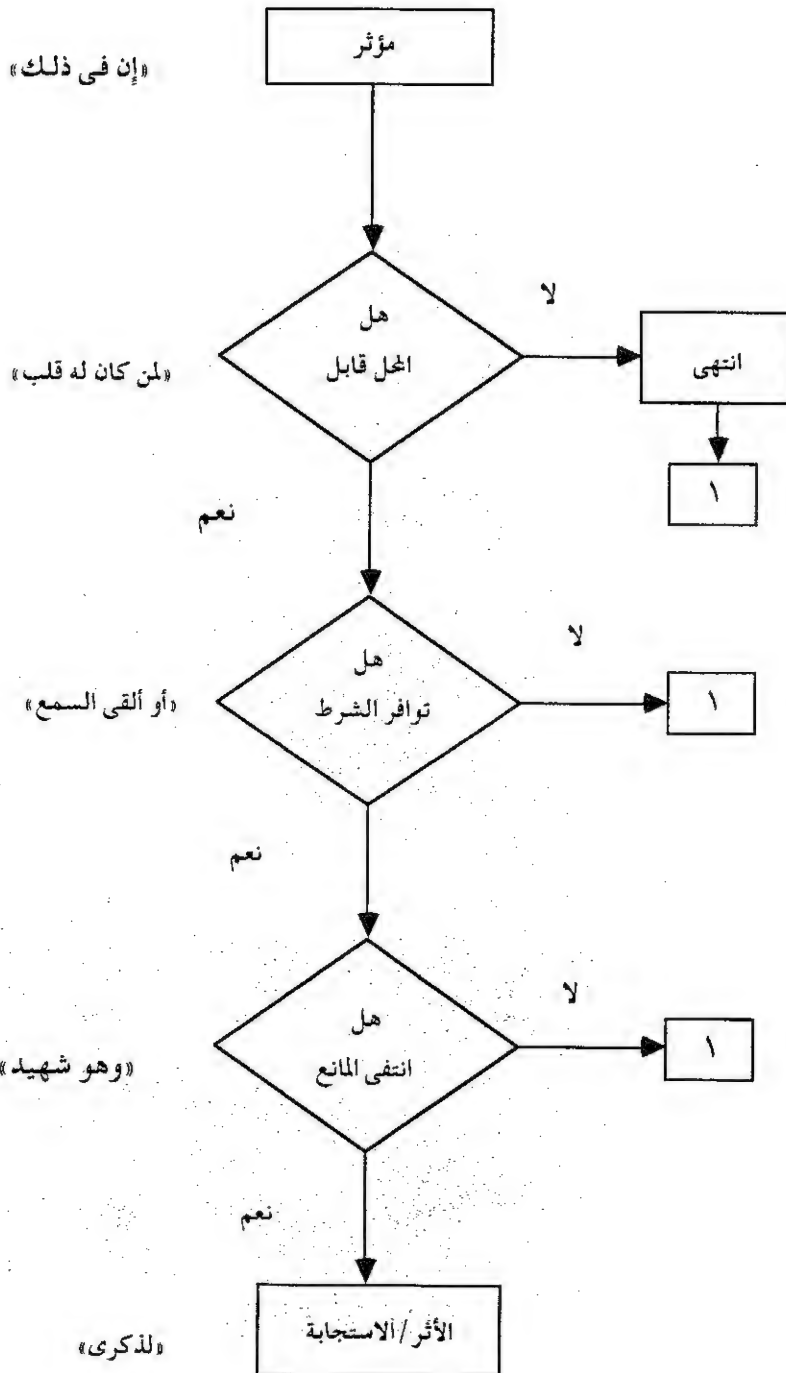 مؤثر
«إن فى ذلك»
هل
المحل قابل
لا
انتهى
١
«لمن كان له قلب»
نعم
هل
توافر الشرط
لا
١
«أو ألقى السمع»
نعم
هل
انتفى المانع
لا
١
«وهو شهيد»
نعم
الأثر/الاستجابة
«لذكرى»